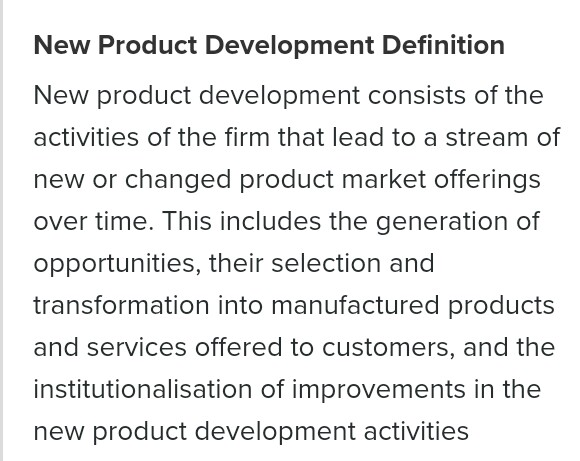 New Product Development Definition
New product development consists of the
activities of the firm that lead to a stream of
new or changed product market offerings
over time. This includes the generation of
opportunities, their selection and
transformation into manufactured products
and services offered to customers, and the
institutionalisation of improvements in the
new product development activities